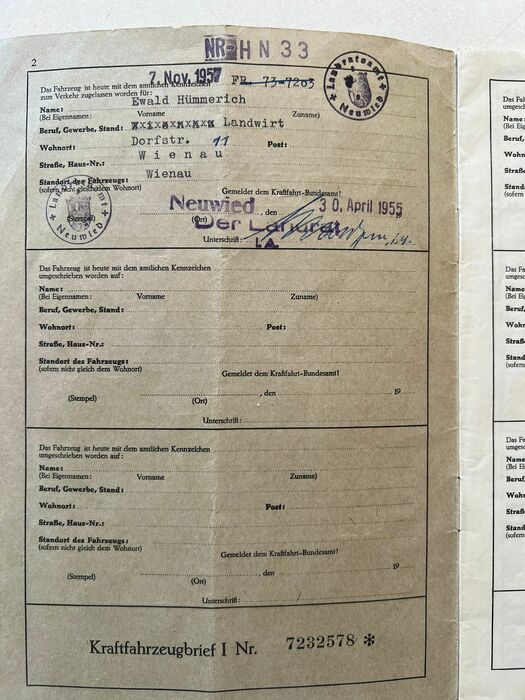 2
NR-HN 33
7. Nov. 1957 FR 73-7203
Das Fahrzeug ist heute mit dem amtlichen Kennzeichen
zum Verkehr zugelassen worden für:
Landratsamt Neuwied
Name: Ewald Hümmerich
(Bei Eigennamen: Vorname Zuname)
Beruf, Gewerbe, Stand: Landwirt
Wohnort: Dorfstr. 11 Post:
Straße, Haus-Nr.: Wienau
Standort des Fahrzeugs: Wienau
(sofern nicht gleich dem Wohnort) Gemeldet dem Kraftfahrt-Bundesamt!
Landratsamt Neuwied
(Stempel) Neuwied (Ort), den 30. April 1955
Der Landrat
Unterschrift: I.A.
Das Fahrzeug ist heute mit dem amtlichen Kennzeichen
umgeschrieben worden auf:
Name:
(Bei Eigennamen: Vorname Zuname)
Beruf, Gewerbe, Stand:
Wohnort: Post:
Straße, Haus-Nr.:
Standort des Fahrzeugs:
(sofern nicht gleich dem Wohnort)
Gemeldet dem Kraftfahrt-Bundesamt!
(Stempel) (Ort) , den 19
Unterschrift:
Das Fahrzeug ist heute mit dem amtlichen Kennzeichen
umgeschrieben worden auf:
Name:
(Bei Eigennamen: Vorname Zuname)
Beruf, Gewerbe, Stand:
Wohnort: Post:
Straße, Haus-Nr.:
Standort des Fahrzeugs:
(sofern nicht gleich dem Wohnort)
Gemeldet dem Kraftfahrt-Bundesamt!
(Stempel) (Ort) , den 19
Unterschrift:
Kraftfahrzeugbrief I Nr. 7232578 *